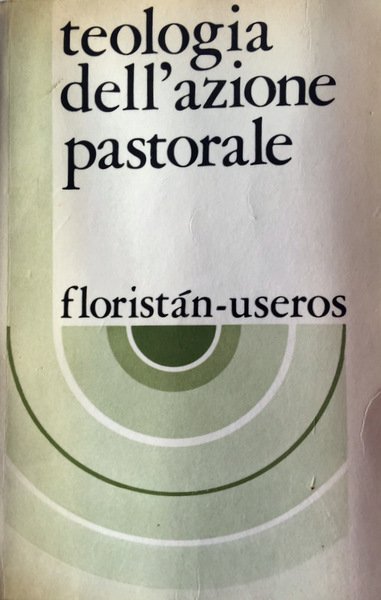 teologia
dell'azione
pastorale
floristán-useros